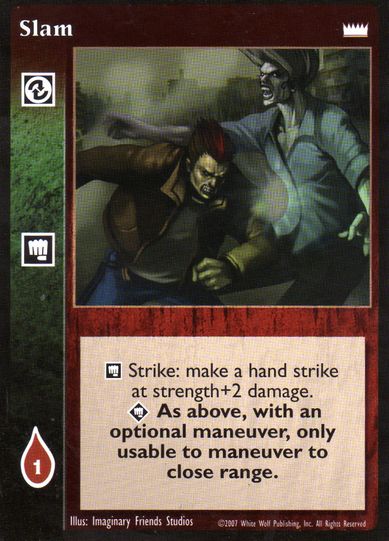 Slam
Strike: make a hand strike
at strength+2 damage.
As above, with an
optional maneuver, only
usable to maneuver to
close range.
1
Illus: Imaginary Friends Studios
©2007 White Wolf Publishing, Inc. All Rights Reserved